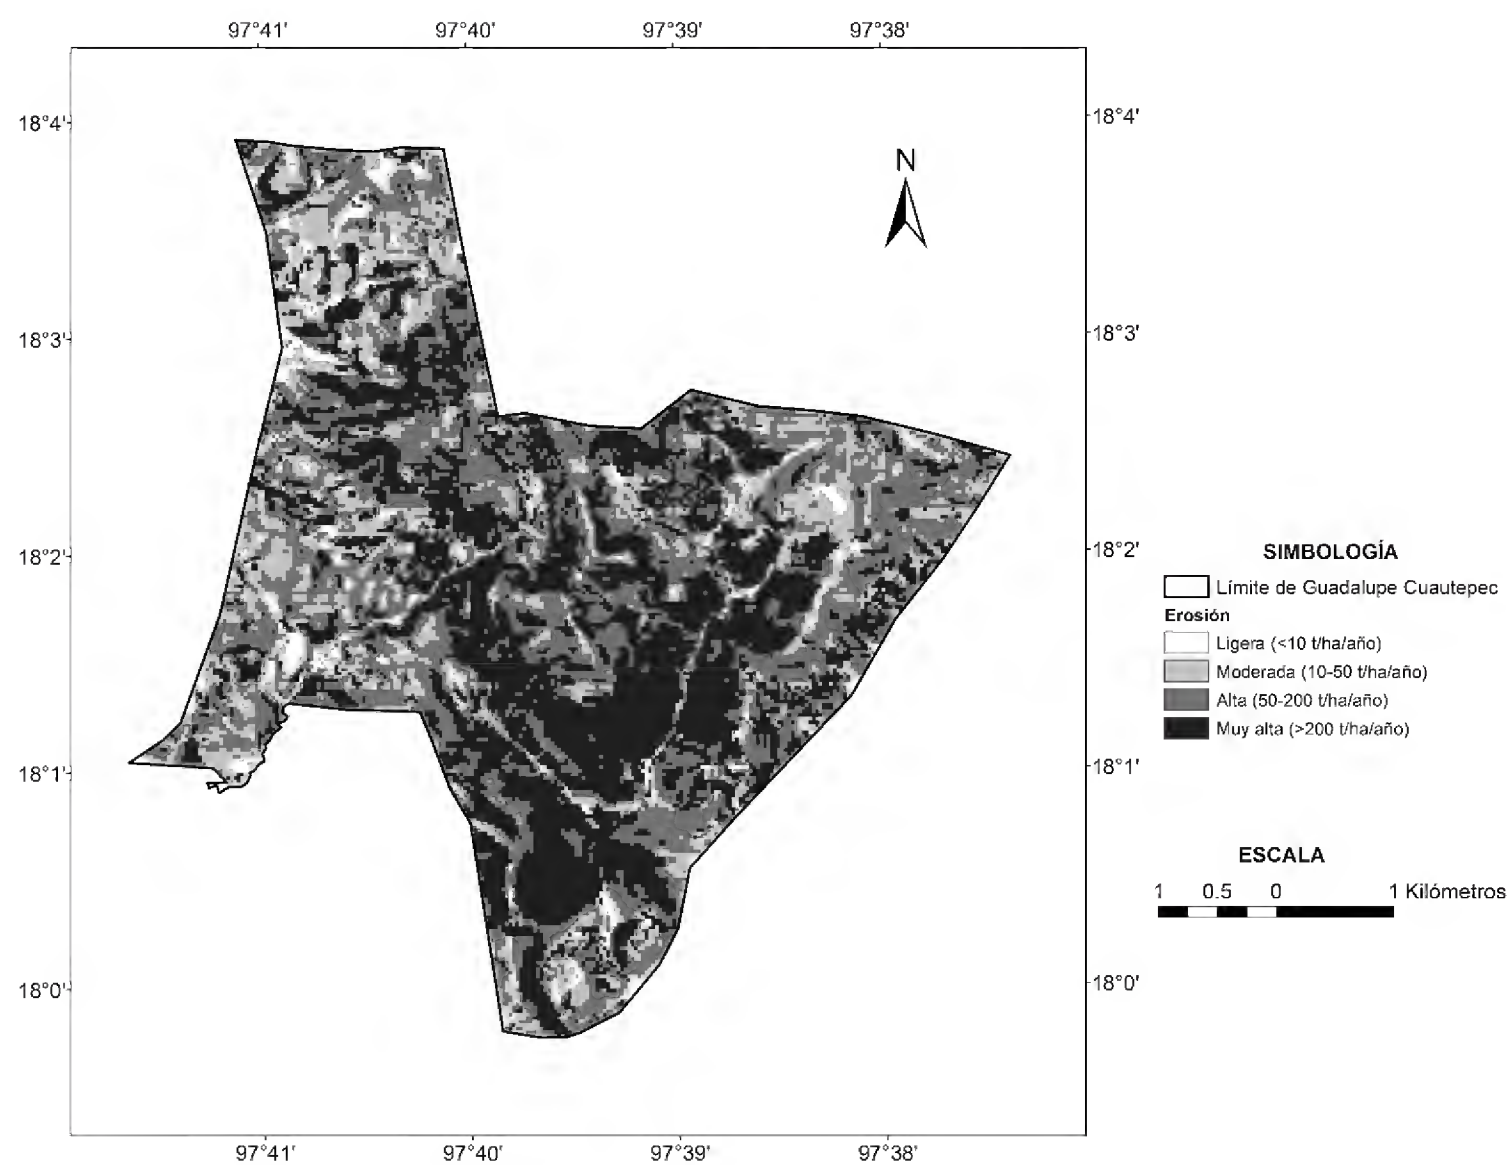 97°41' 97°40' 97°39' 97°38'
18°4' 18°4'
N
18°3' 18°3'
18°2' 18°2'
SIMBOLOGÍA
Límite de Guadalupe Cuautepec
Erosión
Ligera (<10 t/ha/año)
Moderada (10-50 t/ha/año)
Alta (50-200 t/ha/año)
Muy alta (>200 t/ha/año)
18°1' 18°1'
ESCALA
1 0.5 0 1 Kilómetros
18°0' 18°0'
97°41' 97°40' 97°39' 97°38'